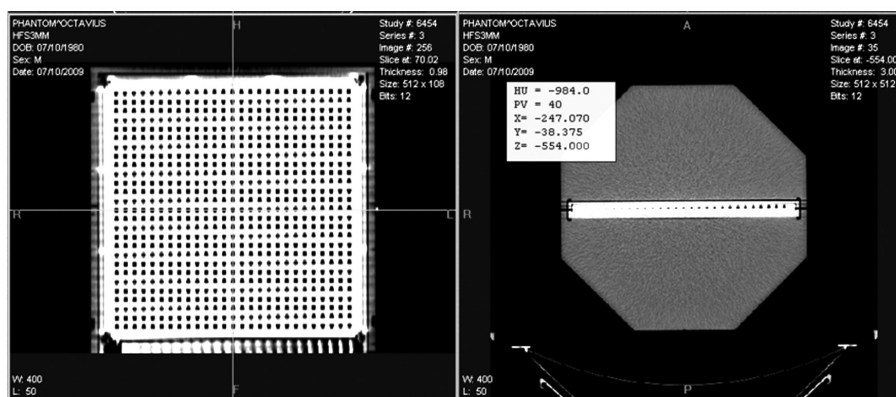 PHANTOM^OCTAVIUS
HFS3MM
DOB: 07/10/1980
Sex: M
Date: 07/10/2009
H
Study #: 6454
Series #: 3
Image #: 256
Slice at: 70.02
Thickness: 0.98
Size: 512 x 108
Bits: 12
R
L
W: 400
L: 50
F
PHANTOM^OCTAVIUS
HFS3MM
DOB: 07/10/1980
Sex: M
Date: 07/10/2009
A
Study #: 6454
Series #: 3
Image #: 35
Slice at: -554.00
Thickness: 3.00
Size: 512 x 512
Bits: 12
HU = -984.0
PV = 40
X= -247.070
Y= -38.375
Z= -554.000
R
W: 400
L: 50
P